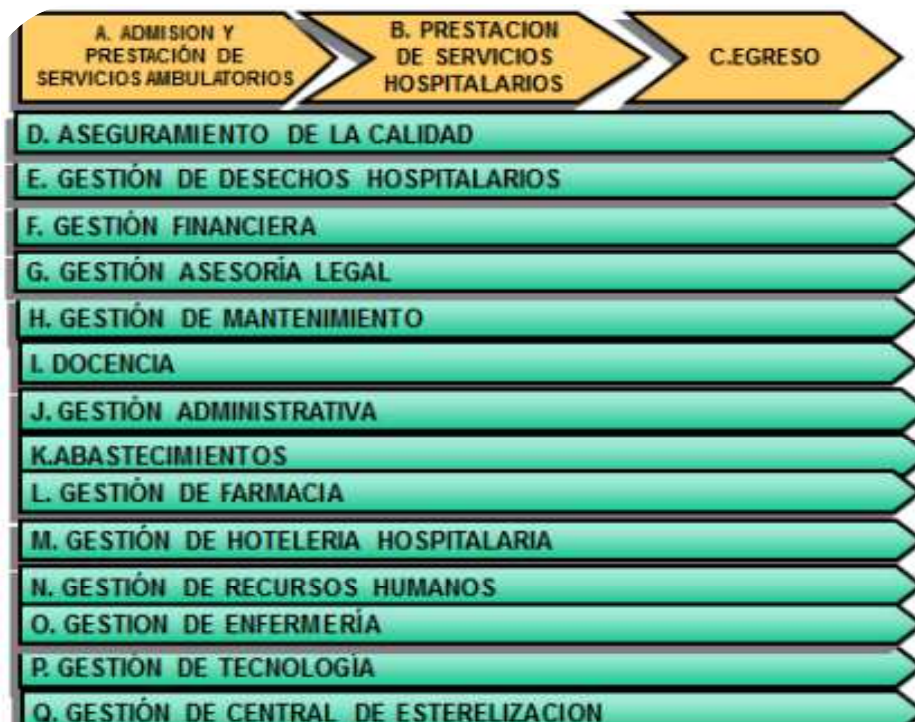 A. ADMISION Y
PRESTACIÓN DE
SERVICIOS AMBULATORIOS
B. PRESTACION
DE SERVICIOS
HOSPITALARIOS
C.EGRESO
D. ASEGURAMIENTO DE LA CALIDAD
E. GESTIÓN DE DESECHOS HOSPITALARIOS
F. GESTIÓN FINANCIERA
G. GESTIÓN ASESORÍA LEGAL
H. GESTIÓN DE MANTENIMIENTO
I. DOCENCIA
J. GESTIÓN ADMINISTRATIVA
K.ABASTECIMIENTOS
L. GESTIÓN DE FARMACIA
M. GESTIÓN DE HOTELERIA HOSPITALARIA
N. GESTIÓN DE RECURSOS HUMANOS
O. GESTION DE ENFERMERÍA
P. GESTIÓN DE TECNOLOGÍA
Q. GESTIÓN DE CENTRAL DE ESTERELIZACION